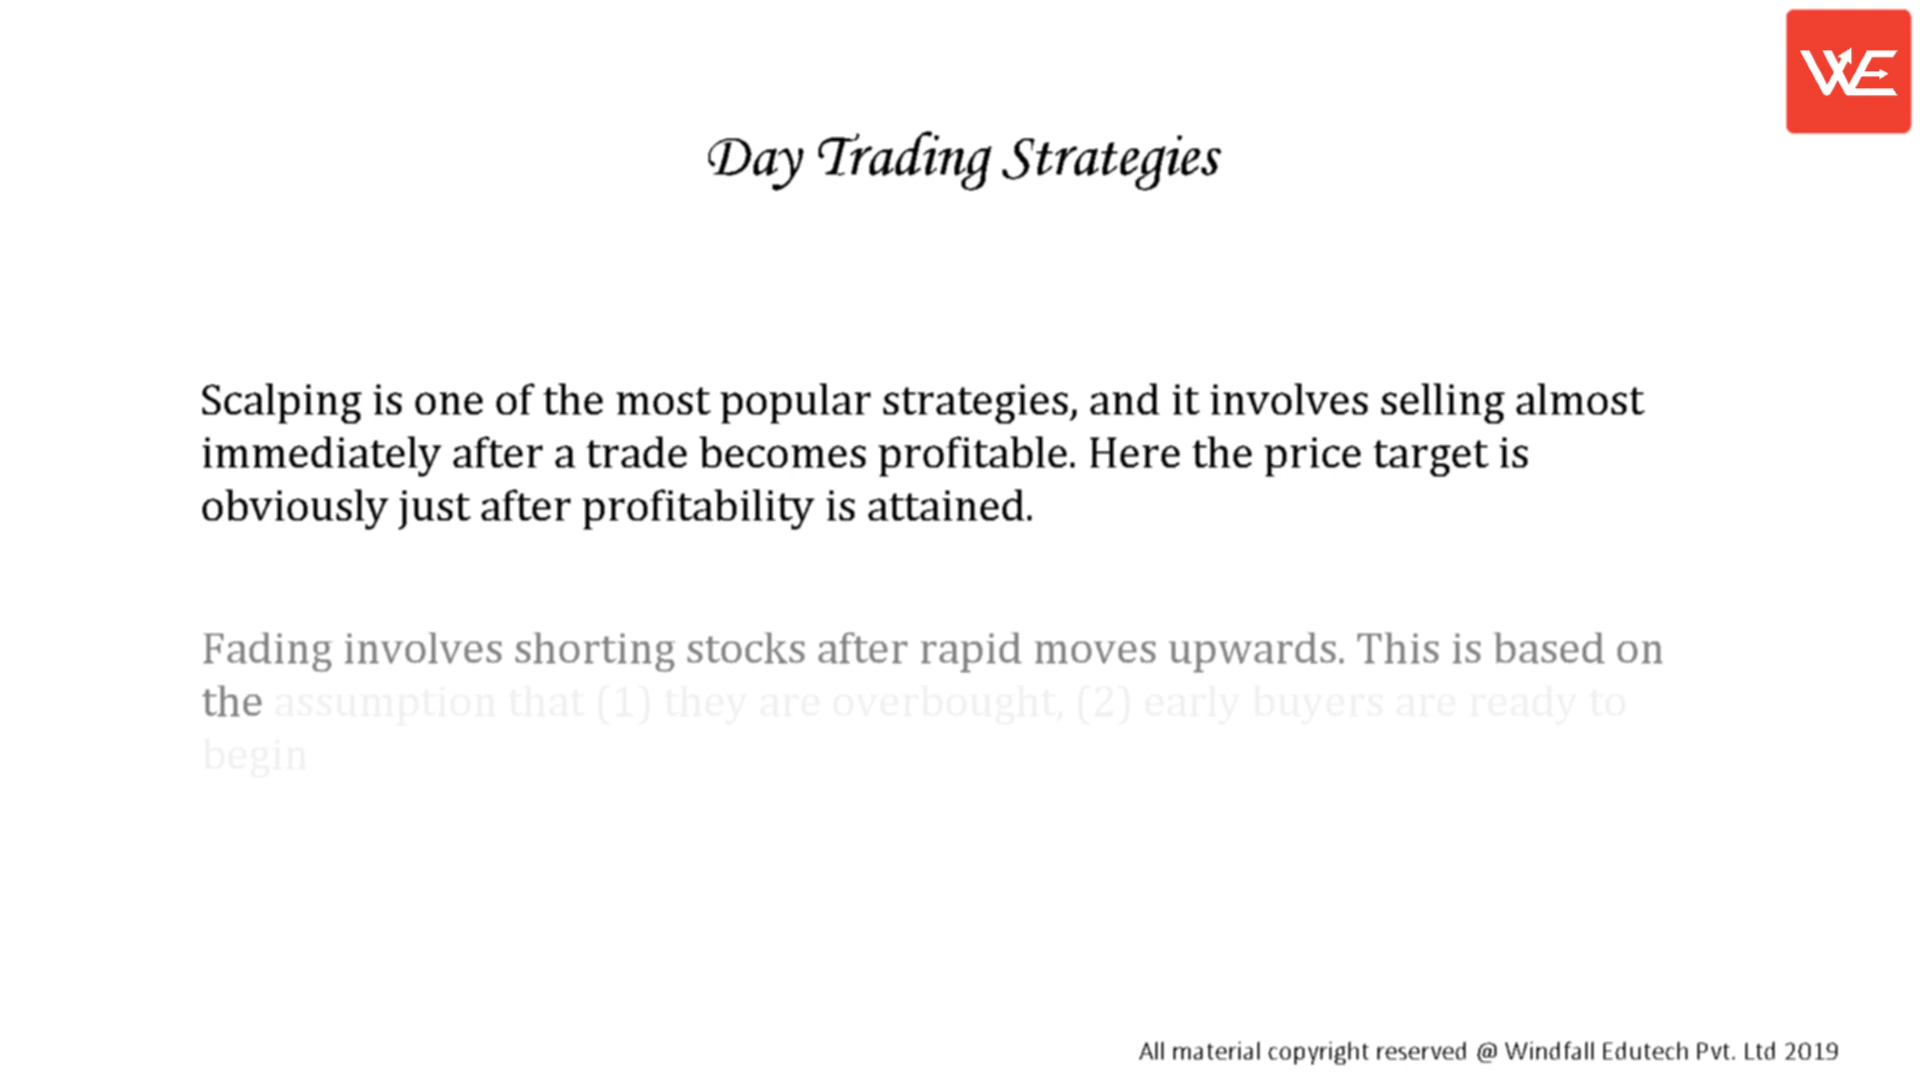 WE
Day Trading Strategies
Scalping is one of the most popular strategies, and it involves selling almost
immediately after a trade becomes profitable. Here the price target is
obviously just after profitability is attained.
Fading involves shorting stocks after rapid moves upwards. This is based on
the assumption that (1) they are overbought, (2) early buyers are ready to
begin
All material copyright reserved @ Windfall Edutech Pvt. Ltd 2019